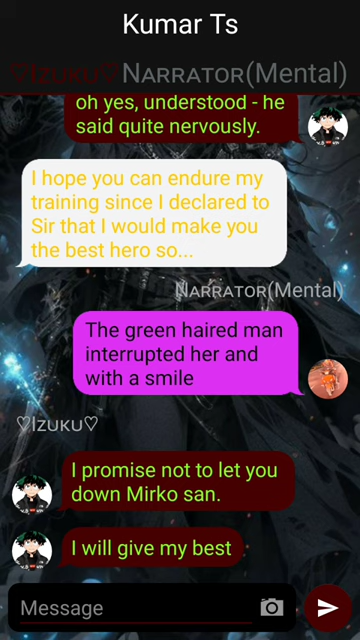 Kumar Ts
♡Izuku♡ Narrator(Mental)
oh yes, understood - he
said quite nervously.
I hope you can endure my
training since I declared to
Sir that I would make you
the best hero so...
Narrator(Mental)
The green haired man
interrupted her and
with a smile
♡Izuku♡
I promise not to let you
down Mirko san.
I will give my best
Message